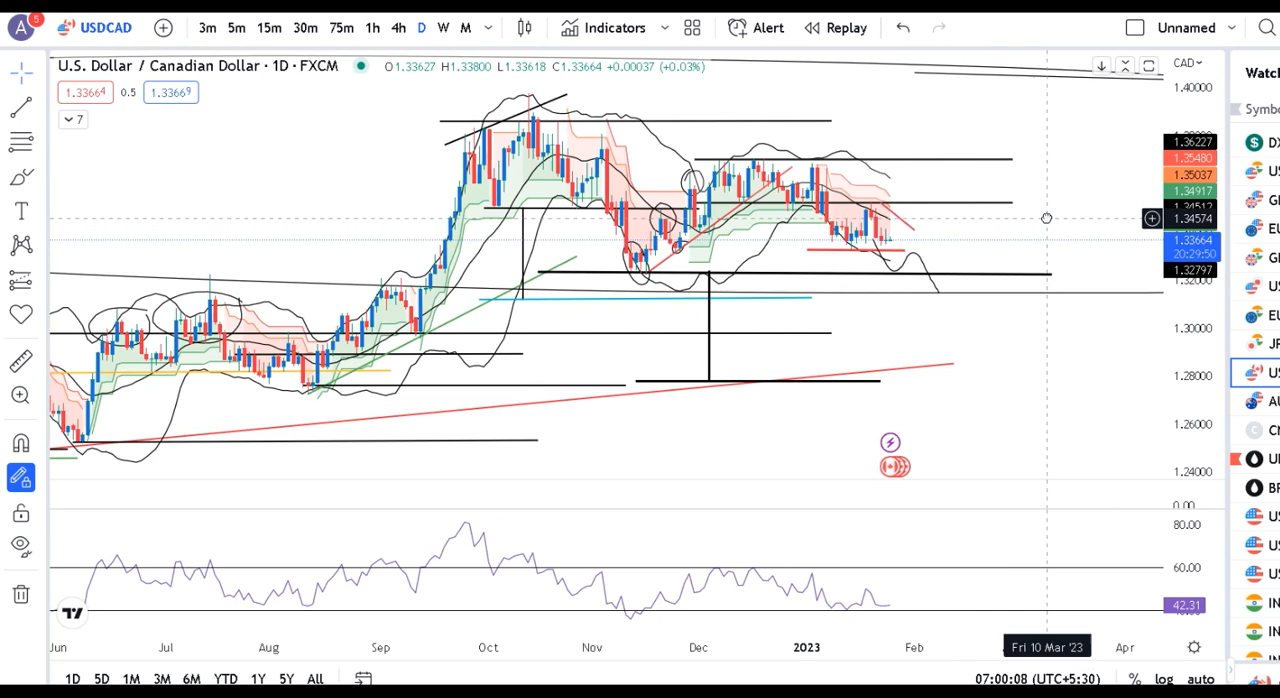 A 5 USDCAD 3m 5m 15m 30m 75m 1h 4h D W M Indicators Alert Replay Unnamed
U.S. Dollar / Canadian Dollar · 1D · FXCM O1.33627 H1.33800 L1.33618 C1.33664 +0.00037 (+0.03%)
CAD
1.33664 0.5 1.33669
7
1.40000
1.36227
1.35480
1.35037
1.34917
1.34574
1.33664
20:29:50
1.32797
1.30000
1.28000
1.26000
1.24000
0.00
80.00
60.00
42.31
Jun Jul Aug Sep Oct Nov Dec 2023 Feb Fri 10 Mar '23 Apr
1D 5D 1M 3M 6M YTD 1Y 5Y All 07:00:08 (UTC+5:30) % log auto
Watch
Symbo